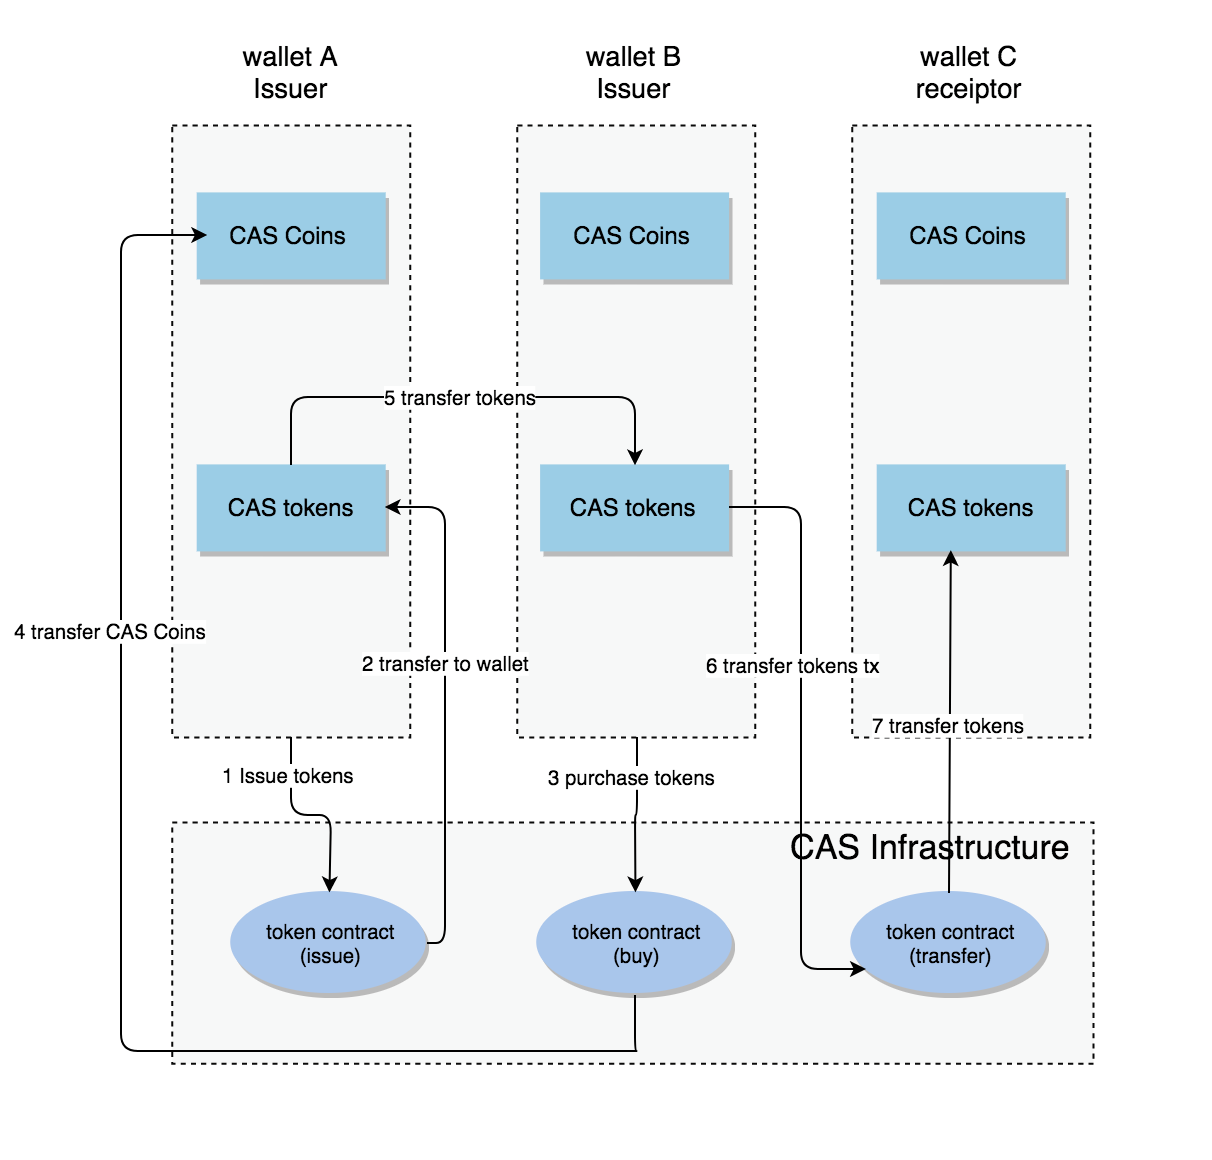 wallet A
Issuer
wallet B
Issuer
wallet C
receiptor
CAS Coins
CAS Coins
CAS Coins
5 transfer tokens
CAS tokens
CAS tokens
CAS tokens
4 transfer CAS Coins
2 transfer to wallet
6 transfer tokens tx
7 transfer tokens
1 Issue tokens
3 purchase tokens
CAS Infrastructure
token contract
(issue)
token contract
(buy)
token contract
(transfer)